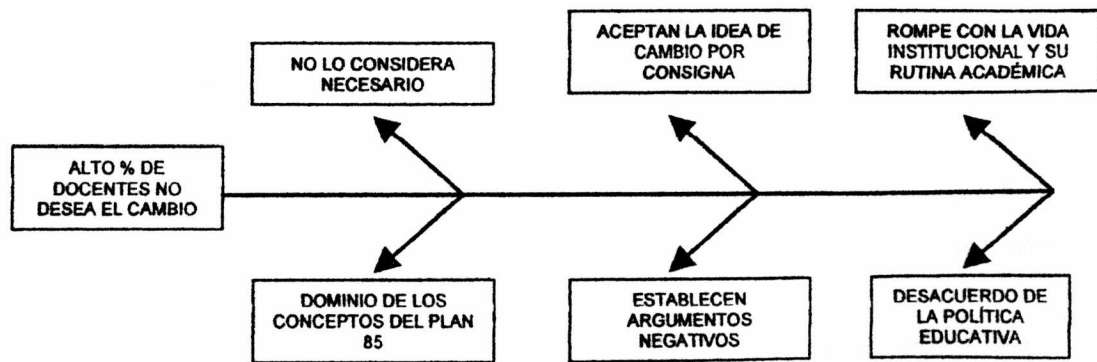 ACEPTAN LA IDEA DE
CAMBIO POR
CONSIGNA
ROMPE CON LA VIDA
INSTITUCIONAL Y SU
RUTINA ACADÉMICA
NO LO CONSIDERA
NECESARIO
ALTO % DE
DOCENTES NO
DESEA EL CAMBIO
DOMINIO DE LOS
CONCEPTOS DEL PLAN
85
ESTABLECEN
ARGUMENTOS
NEGATIVOS
DESACUERDO DE
LA POLÍTICA
EDUCATIVA